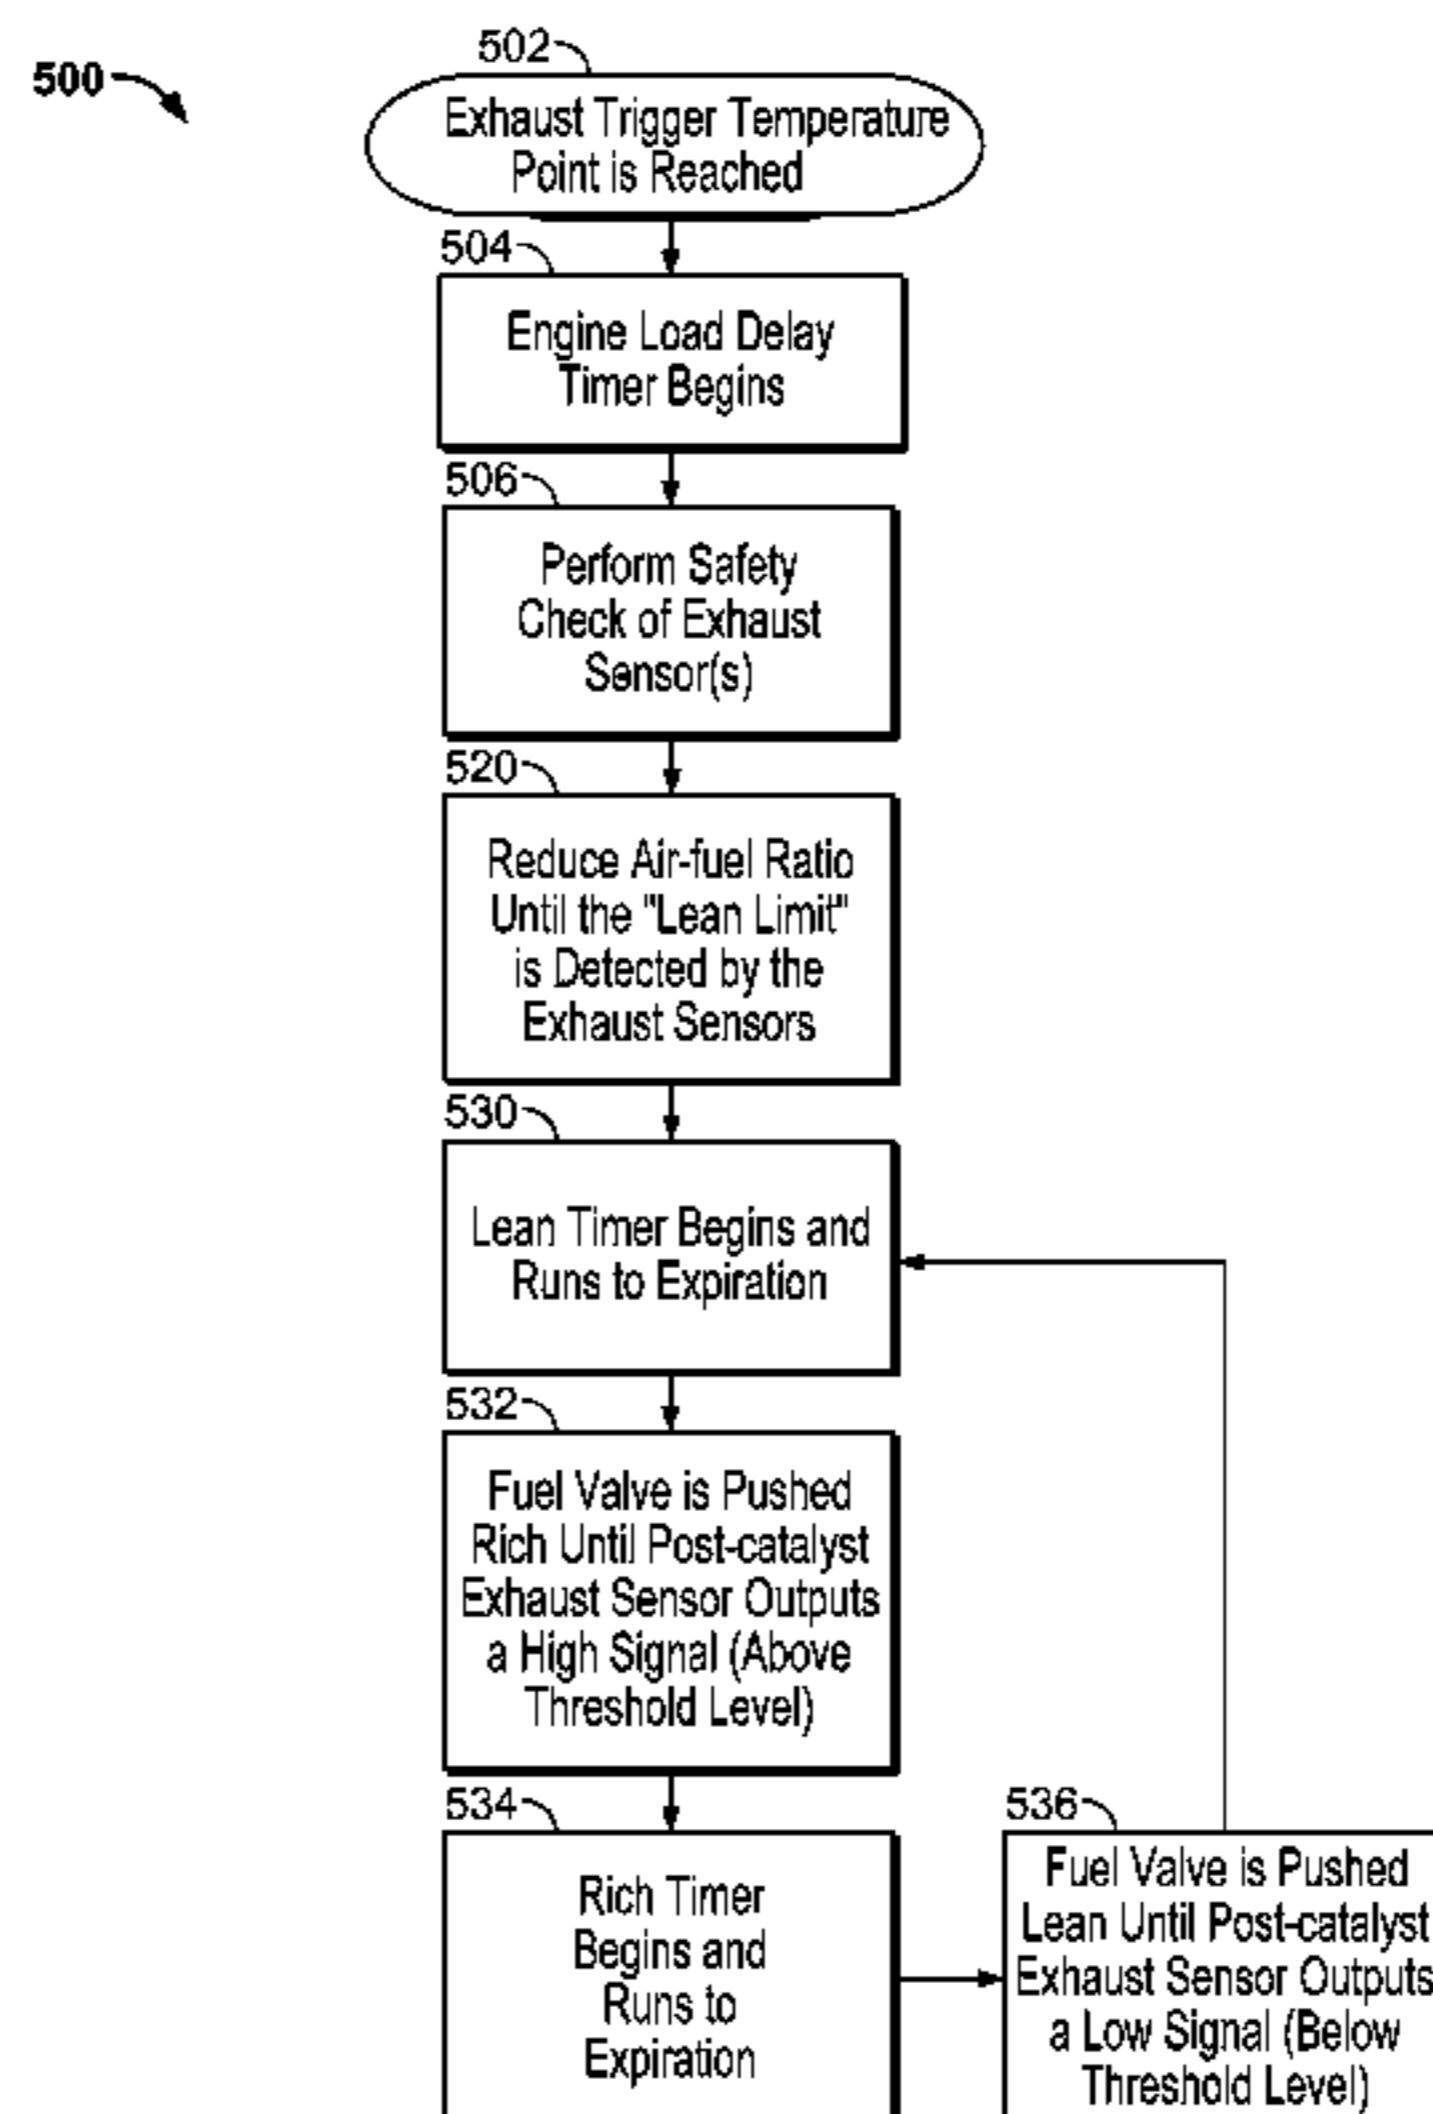 500
502
Exhaust Trigger Temperature
Point is Reached
504
Engine Load Delay
Timer Begins
506
Perform Safety
Check of Exhaust
Sensor(s)
520
Reduce Air-fuel Ratio
Until the "Lean Limit"
is Detected by the
Exhaust Sensors
530
Lean Timer Begins and
Runs to Expiration
532
Fuel Valve is Pushed
Rich Until Post-catalyst
Exhaust Sensor Outputs
a High Signal (Above
Threshold Level)
534
Rich Timer
Begins and
Runs to
Expiration
536
Fuel Valve is Pushed
Lean Until Post-catalyst
Exhaust Sensor Outputs
a Low Signal (Below
Threshold Level)